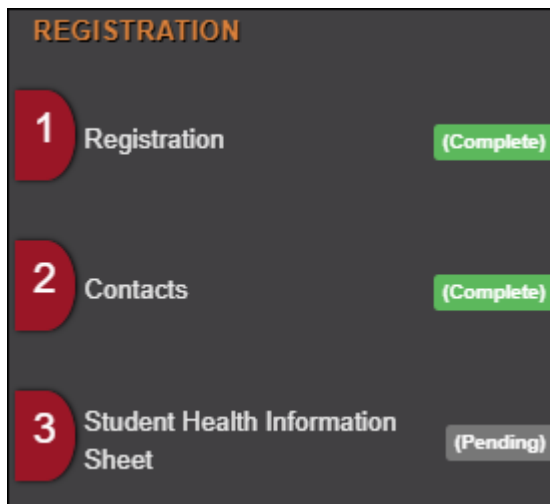 REGISTRATION
1 Registration (Complete)
2 Contacts (Complete)
3 Student Health Information
Sheet (Pending)